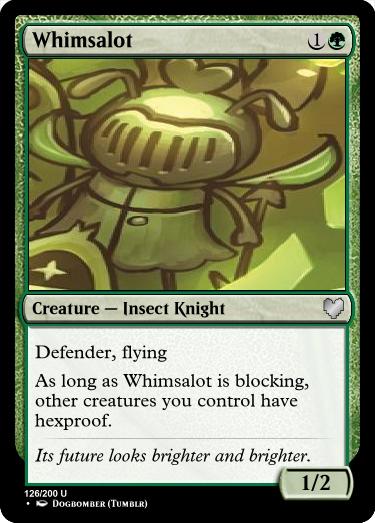 Whimsalot 1
Creature — Insect Knight
Defender, flying
As long as Whimsalot is blocking,
other creatures you control have
hexproof.
Its future looks brighter and brighter.
1/2
126/200 U
• Dogbomber (Tumblr)